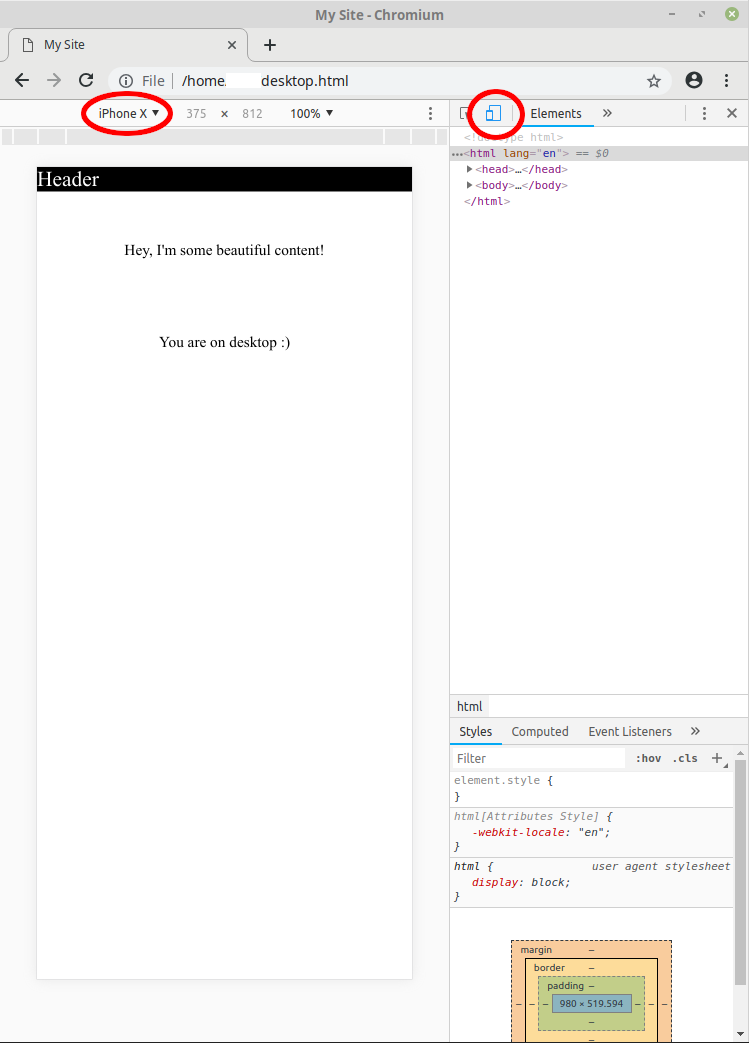 My Site - Chromium
My Site
File | /home/ desktop.html
iPhone X ▼ 375 × 812 100% ▼
Elements »
<!doctype html>
…<html lang="en"> == $0
▶<head>…</head>
▶<body>…</body>
</html>
Header
Hey, I'm some beautiful content!
You are on desktop :)
html
Styles Computed Event Listeners »
Filter :hov .cls +
element.style {
}
html[Attributes Style] {
-webkit-locale: "en";
}
html { user agent stylesheet
display: block;
}
margin –
border –
padding –
– – – 980 × 519.594 – – –
–
–